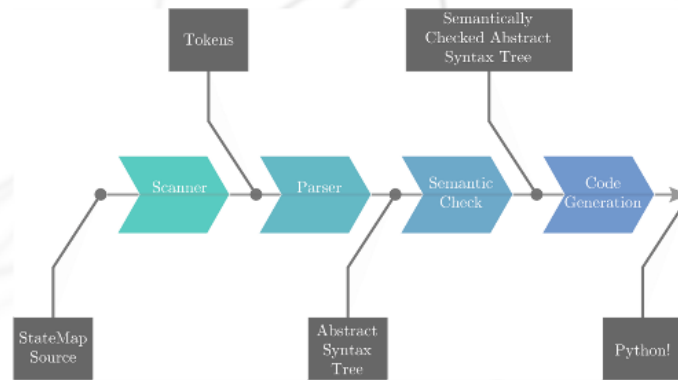 Tokens
Semantically
Checked Abstract
Syntax Tree
Scanner
Parser
Semantic
Check
Code
Generation
StateMap
Source
Abstract
Syntax
Tree
Python!